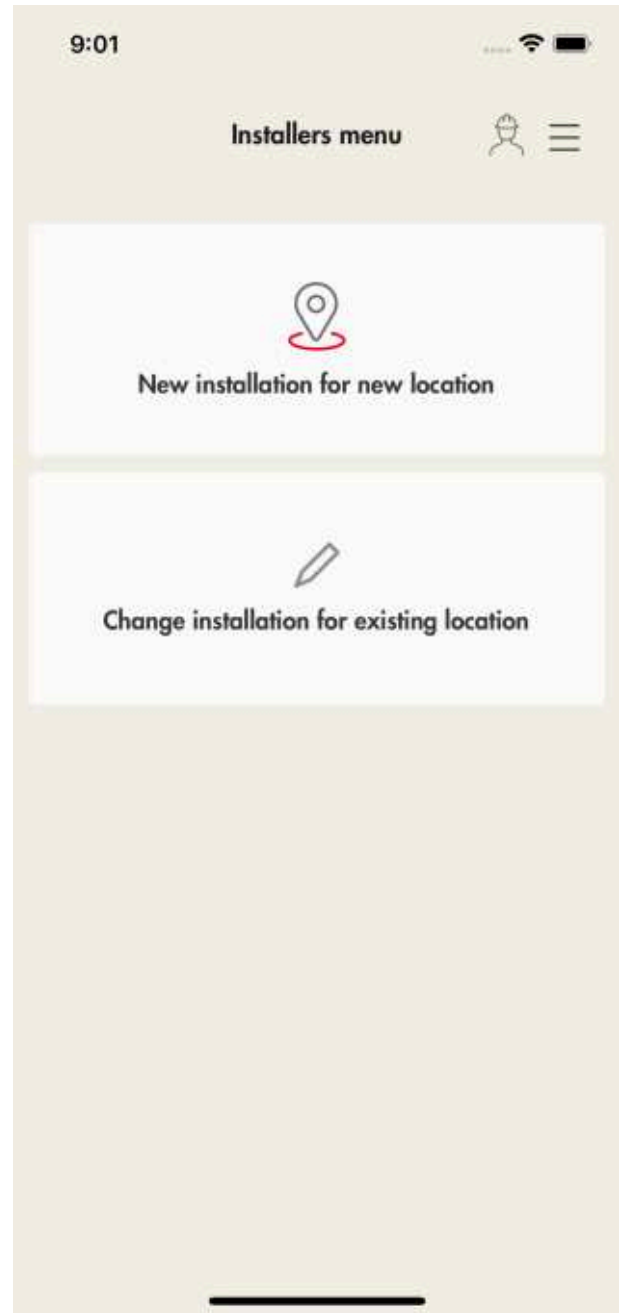 9:01
Installers menu
New installation for new location
Change installation for existing location